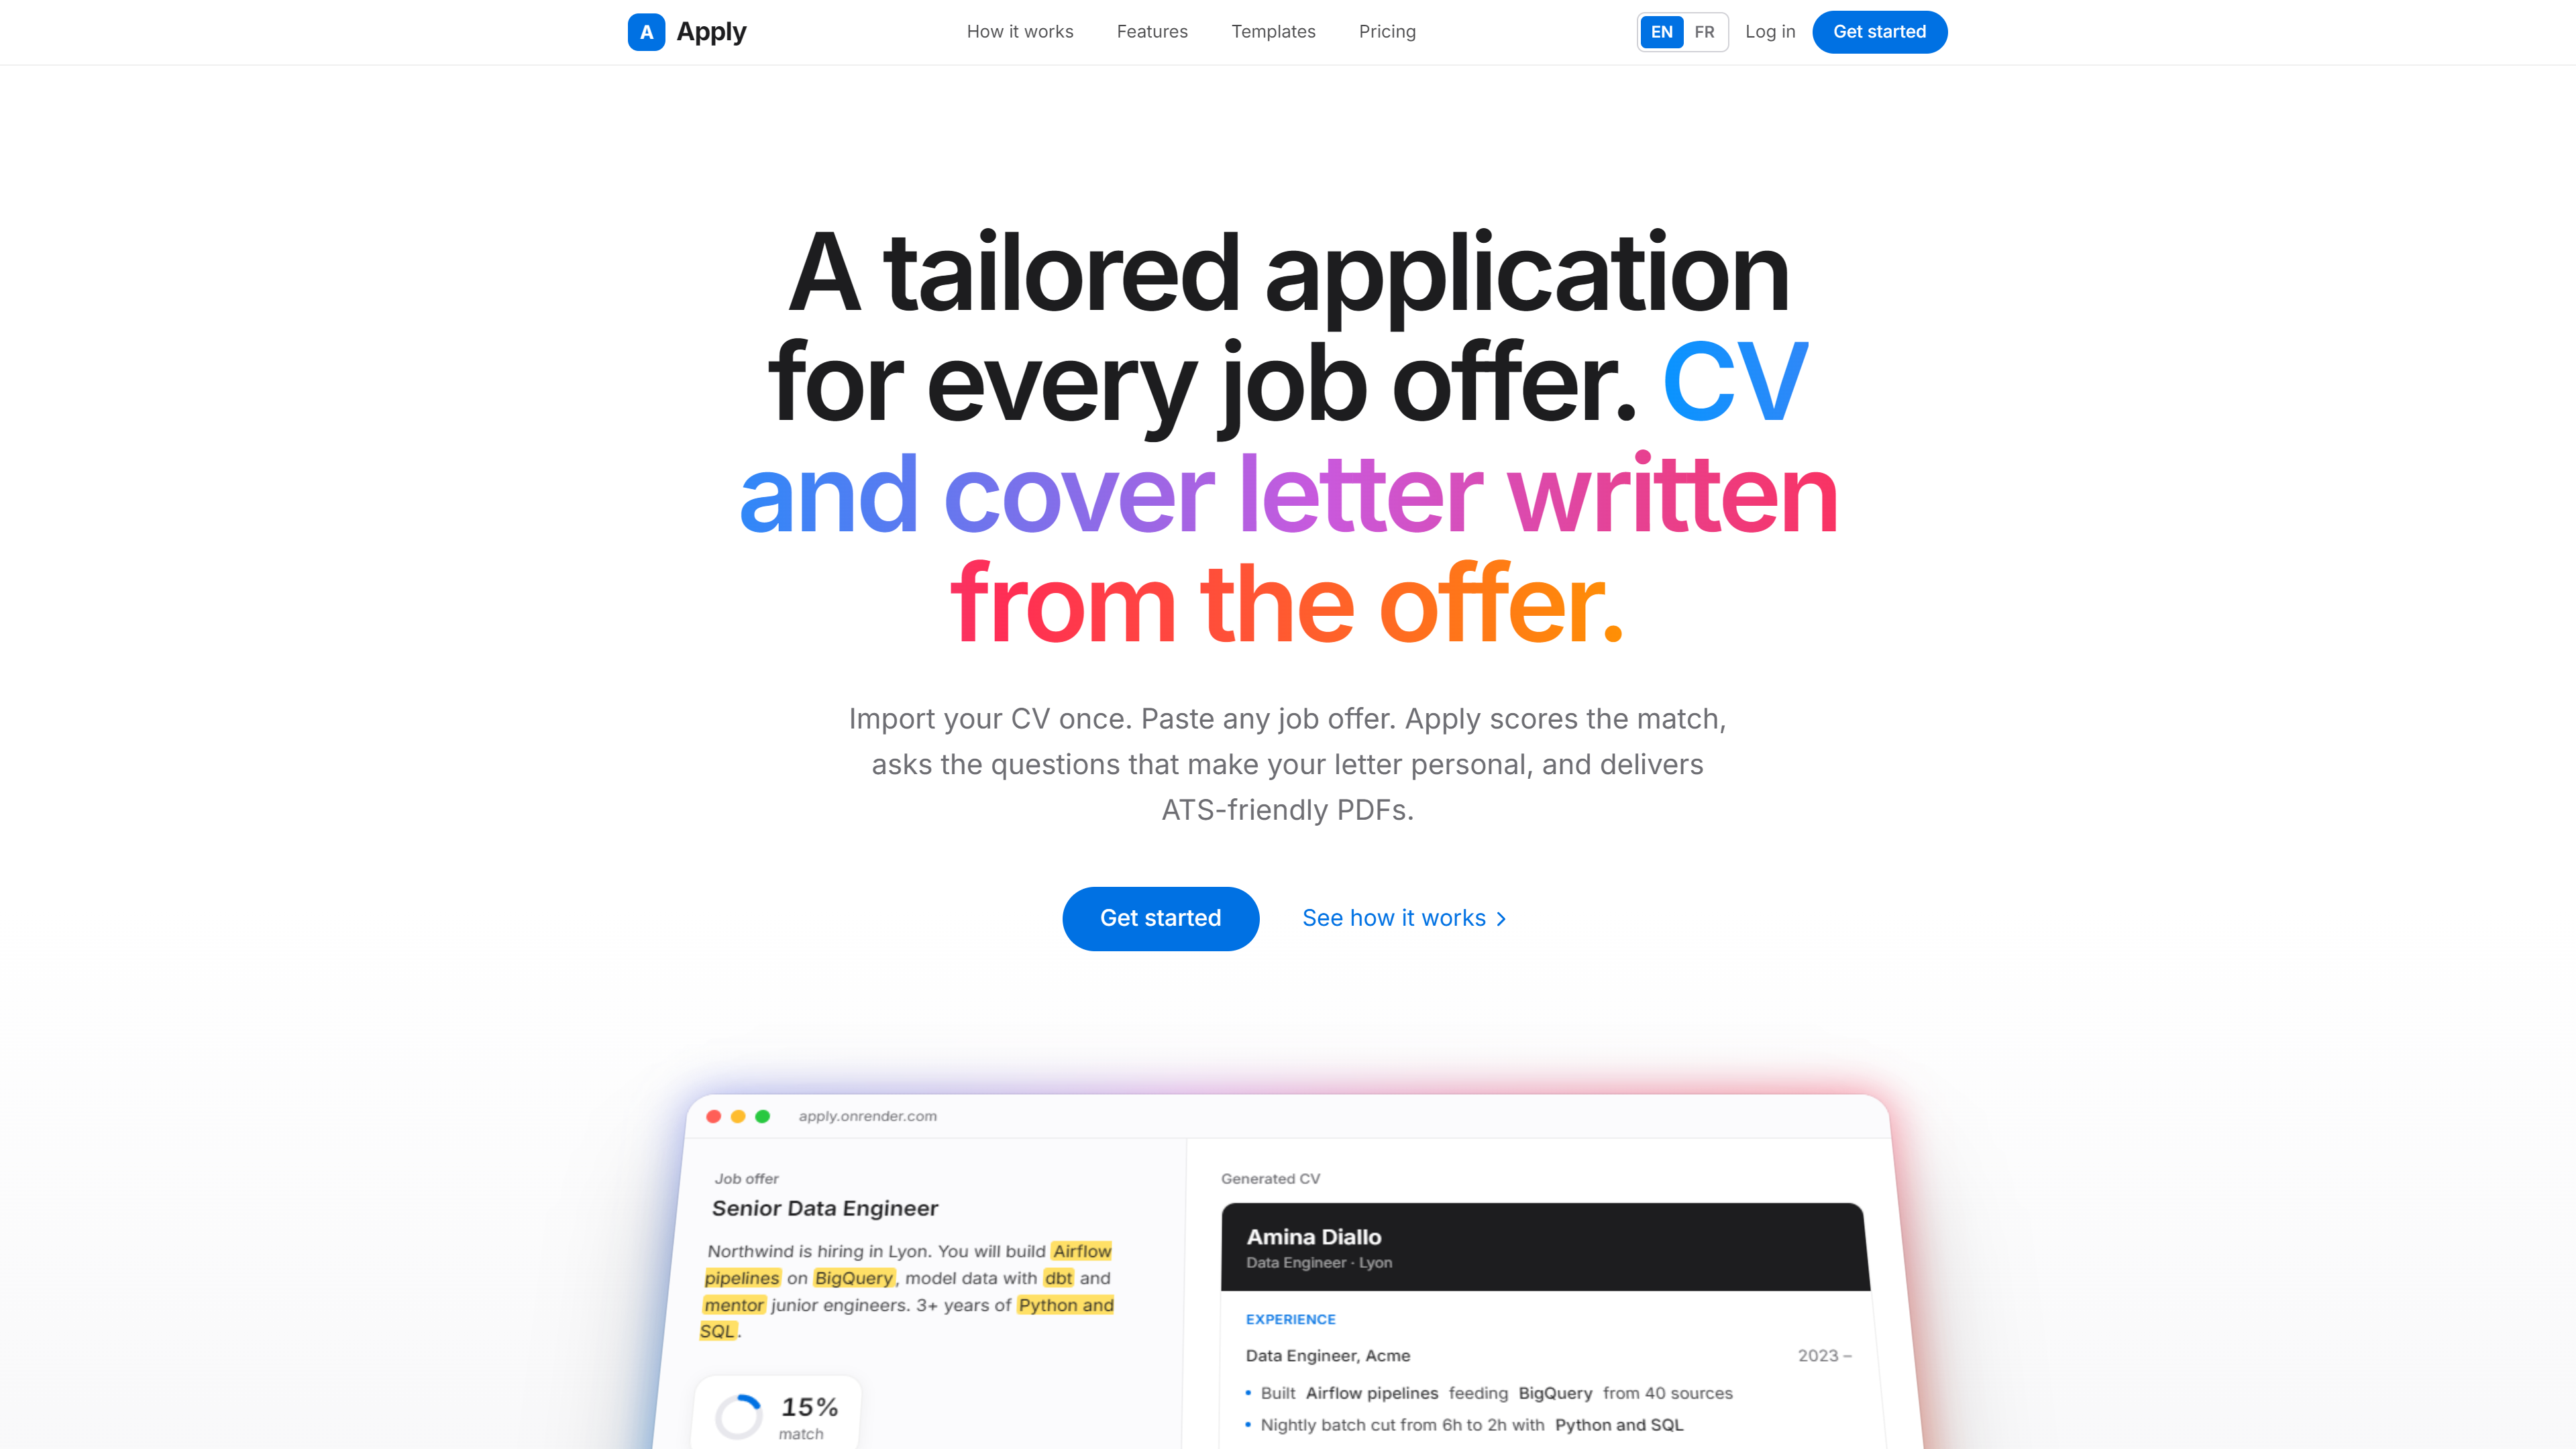 A Apply How it works Features Templates Pricing EN FR Log in Get started
A tailored application
for every job offer. CV
and cover letter written
from the offer.
Import your CV once. Paste any job offer. Apply scores the match,
asks the questions that make your letter personal, and delivers
ATS-friendly PDFs.
Get started See how it works
apply.onrender.com
Job offer
Senior Data Engineer
Northwind is hiring in Lyon. You will build Airflow
pipelines on BigQuery, model data with dbt and
mentor junior engineers. 3+ years of Python and
SQL.
15%
match
Generated CV
Amina Diallo
Data Engineer · Lyon
EXPERIENCE
Data Engineer, Acme 2023 –
• Built Airflow pipelines feeding BigQuery from 40 sources
• Nightly batch cut from 6h to 2h with Python and SQL